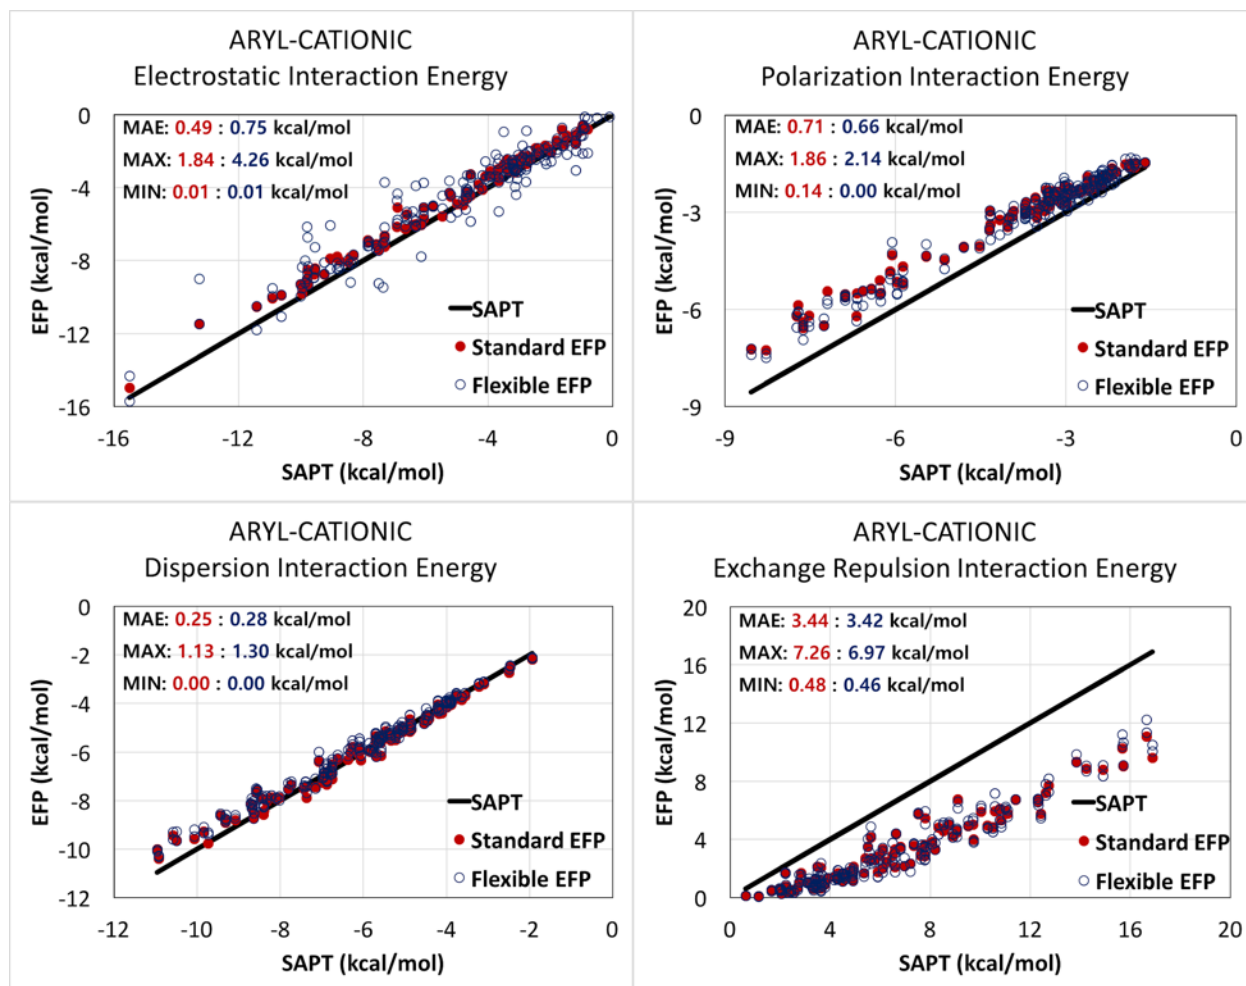 ARYL-CATIONIC
Electrostatic Interaction Energy
MAE: 0.49 : 0.75 kcal/mol
MAX: 1.84 : 4.26 kcal/mol
MIN: 0.01 : 0.01 kcal/mol
0
-4
-8
-12
-16
EFP (kcal/mol)
SAPT
Standard EFP
Flexible EFP
-16 -12 -8 -4 0
SAPT (kcal/mol)
ARYL-CATIONIC
Polarization Interaction Energy
MAE: 0.71 : 0.66 kcal/mol
MAX: 1.86 : 2.14 kcal/mol
MIN: 0.14 : 0.00 kcal/mol
0
-3
-6
-9
EFP (kcal/mol)
SAPT
Standard EFP
Flexible EFP
-9 -6 -3 0
SAPT (kcal/mol)
ARYL-CATIONIC
Dispersion Interaction Energy
MAE: 0.25 : 0.28 kcal/mol
MAX: 1.13 : 1.30 kcal/mol
MIN: 0.00 : 0.00 kcal/mol
0
-2
-4
-6
-8
-10
-12
EFP (kcal/mol)
SAPT
Standard EFP
Flexible EFP
-12 -10 -8 -6 -4 -2 0
SAPT (kcal/mol)
ARYL-CATIONIC
Exchange Repulsion Interaction Energy
MAE: 3.44 : 3.42 kcal/mol
MAX: 7.26 : 6.97 kcal/mol
MIN: 0.48 : 0.46 kcal/mol
20
16
12
8
4
0
EFP (kcal/mol)
SAPT
Standard EFP
Flexible EFP
0 4 8 12 16 20
SAPT (kcal/mol)